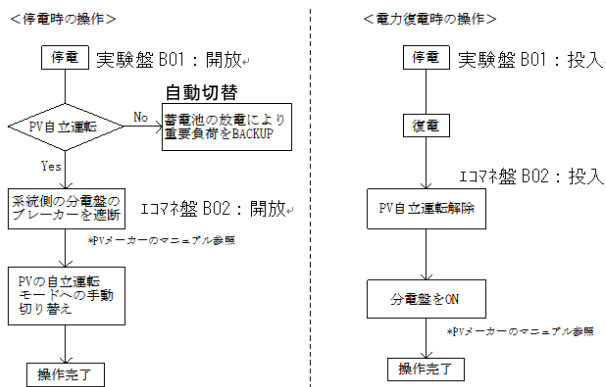 ＜停電時の操作＞
停電
実験盤 B01：開放↵
PV自立運転
No
自動切替
蓄電池の放電により
重要負荷をBACKUP
Yes
系統側の分電盤の
ブレーカーを遮断
ｴｺﾏﾈ盤 B02：開放↵
*PVメーカーのマニュアル参照
PVの自立運転
モードへの手動
切り替え
操作完了
＜電力復電時の操作＞
停電
実験盤 B01：投入
復電
ｴｺﾏﾈ盤 B02：投入
PV自立運転解除
分電盤をON
*PVメーカーのマニュアル参照
操作完了